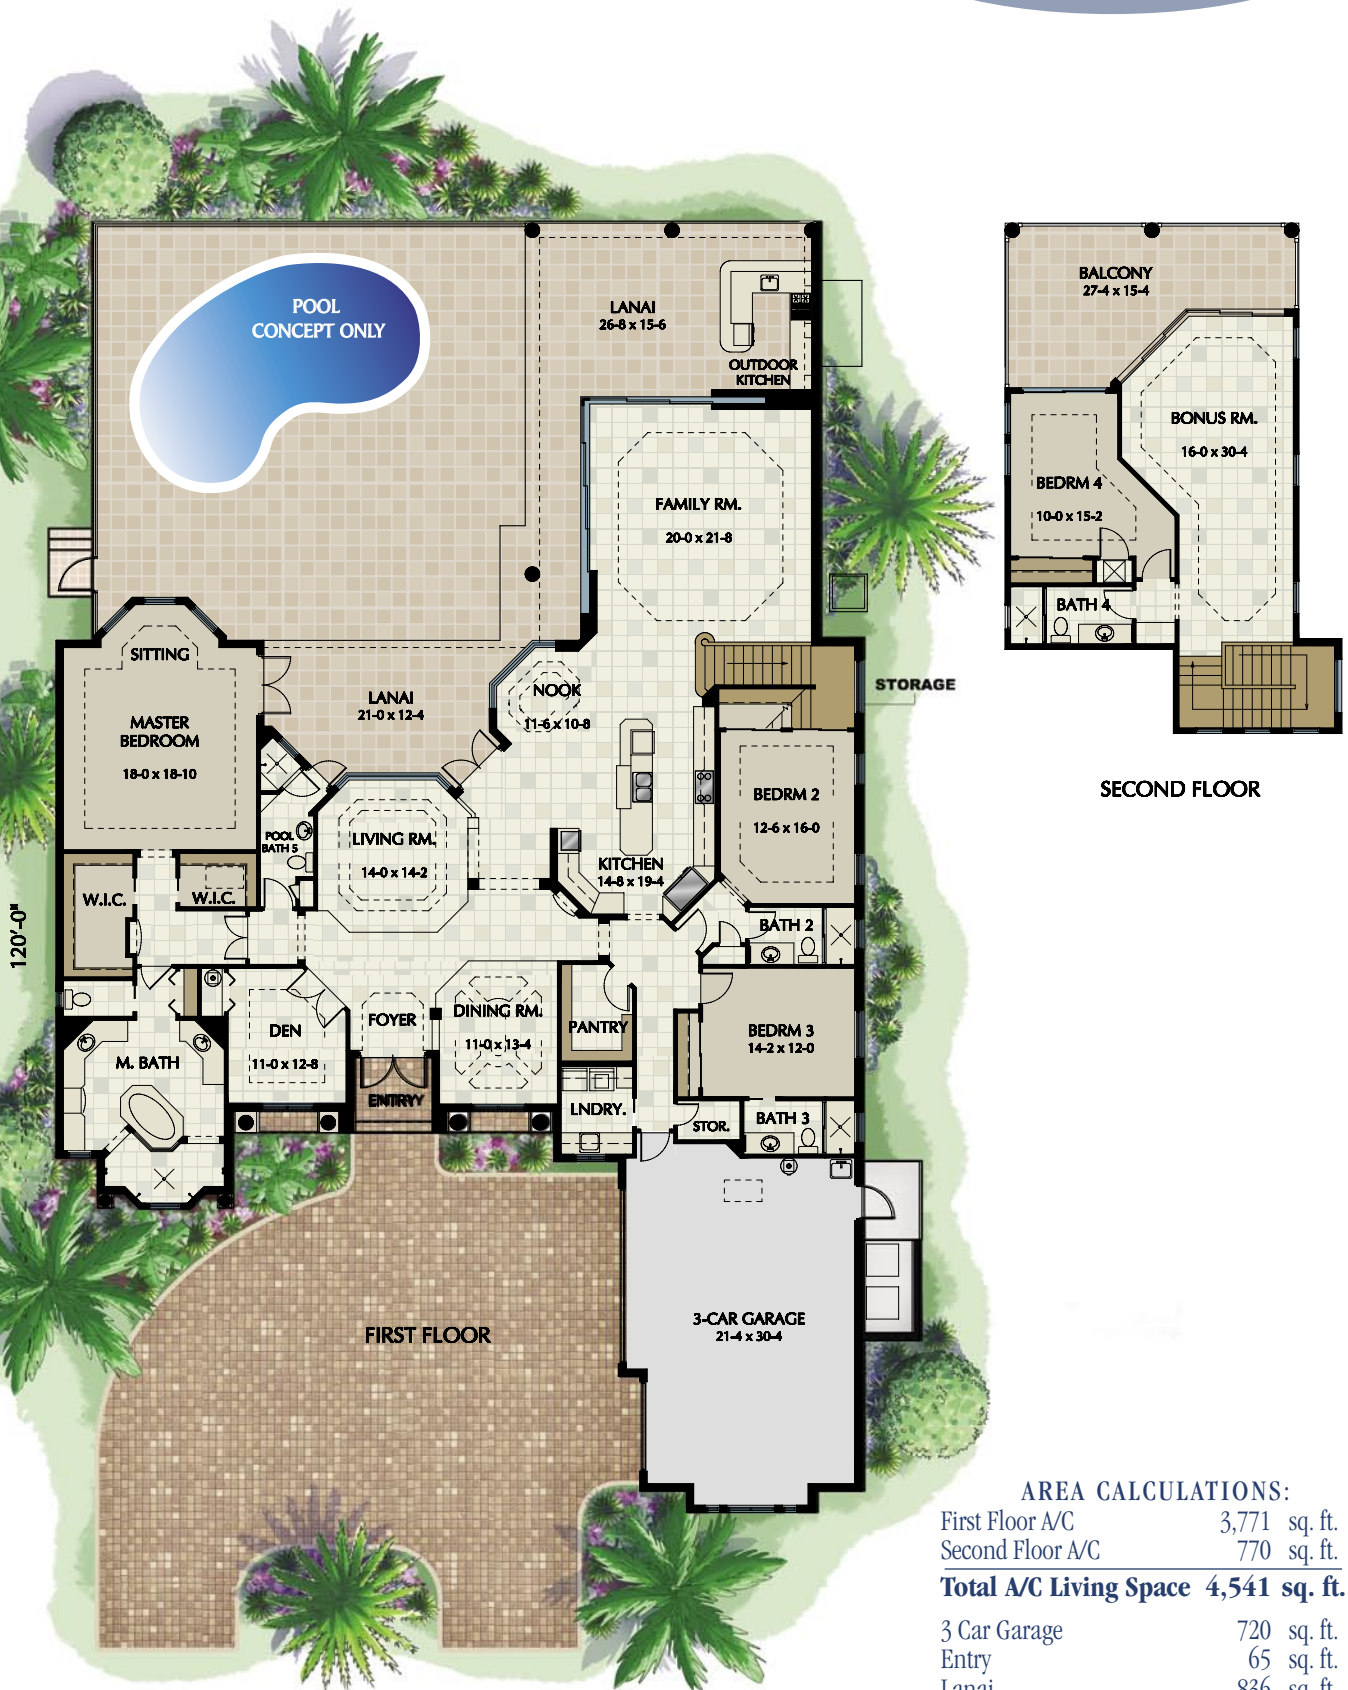 POOL
CONCEPT ONLY
LANAI
26-8 x 15-6
OUTDOOR
KITCHEN
FAMILY RM.
20-0 x 21-8
SITTING
MASTER
BEDROOM
18-0 x 18-10
LANAI
21-0 x 12-4
NOOK
11-6 x 10-8
STORAGE
BEDRM 2
12-6 x 16-0
POOL
BATH 5
LIVING RM.
14-0 x 14-2
KITCHEN
14-8 x 19-4
W.I.C.
W.I.C.
120'-0"
BATH 2
DEN
11-0 x 12-8
FOYER
DINING RM.
11-0 x 13-4
PANTRY
BEDRM 3
14-2 x 12-0
M. BATH
ENTRYY
LNDRY.
STOR.
BATH 3
3-CAR GARAGE
21-4 x 30-4
FIRST FLOOR
BALCONY
27-4 x 15-4
BONUS RM.
16-0 x 30-4
BEDRM 4
10-0 x 15-2
BATH 4
SECOND FLOOR
AREA CALCULATIONS:
First Floor A/C 3,771 sq. ft.
Second Floor A/C 770 sq. ft.
Total A/C Living Space 4,541 sq. ft.
3 Car Garage 720 sq. ft.
Entry 65 sq. ft.
Lanai 836 sq. ft.